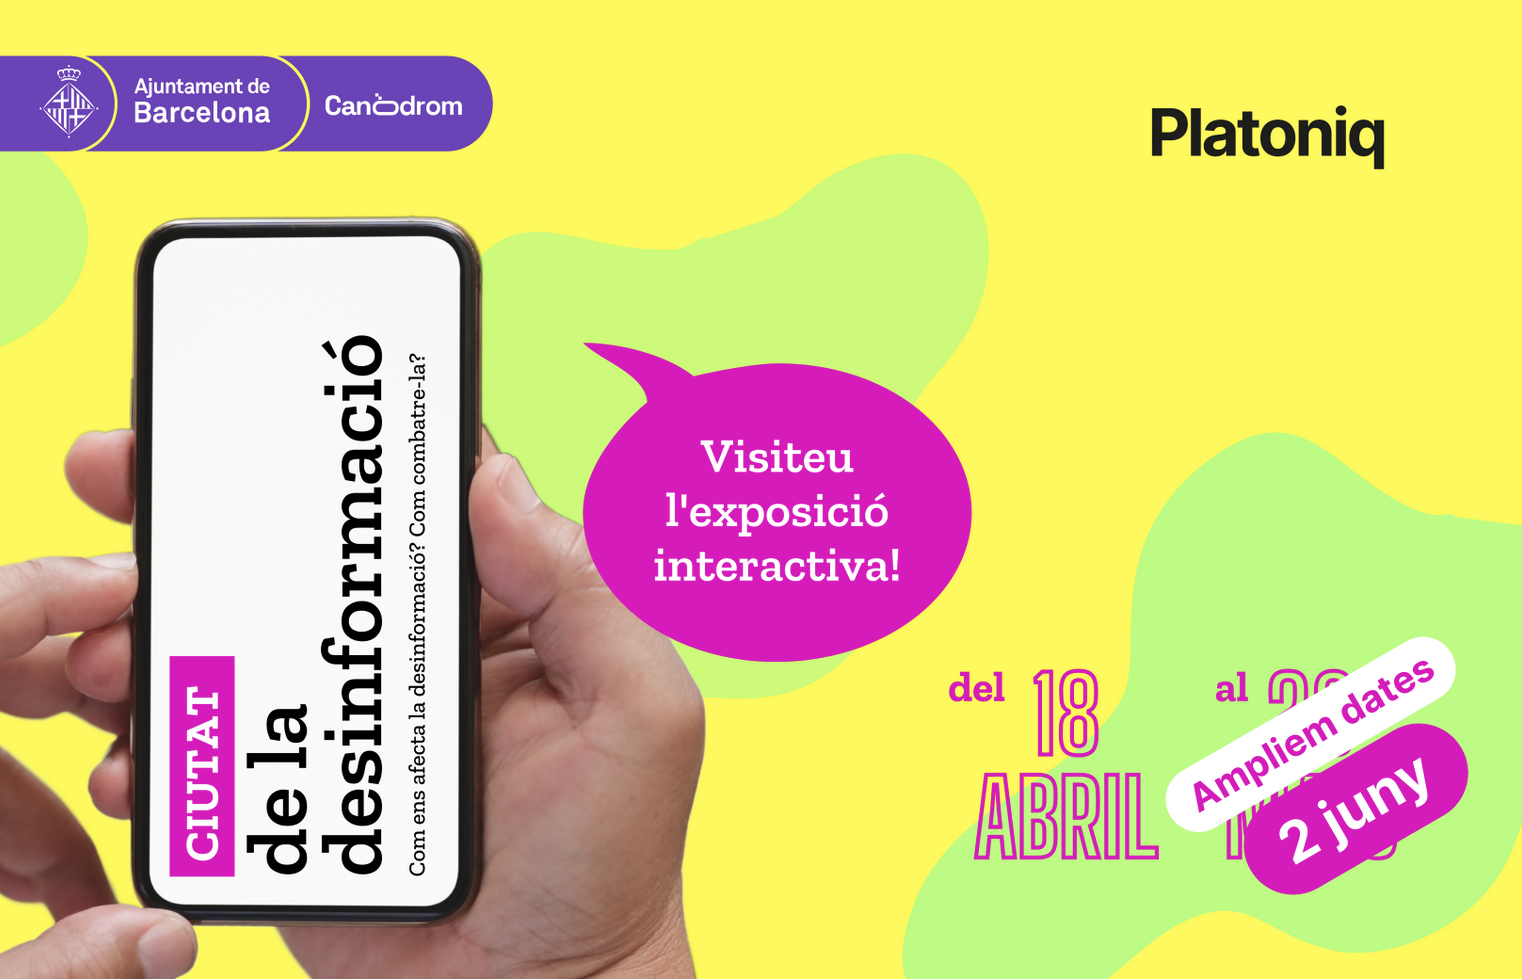 Ajuntament de
Barcelona
Canòdrom
Platoniq
CIUTAT
de la
desinformació
Com ens afecta la desinformació? Com combatre-la?
Visiteu
l'exposició
interactiva!
del 18
ABRIL
al
Ampliem dates
2 juny